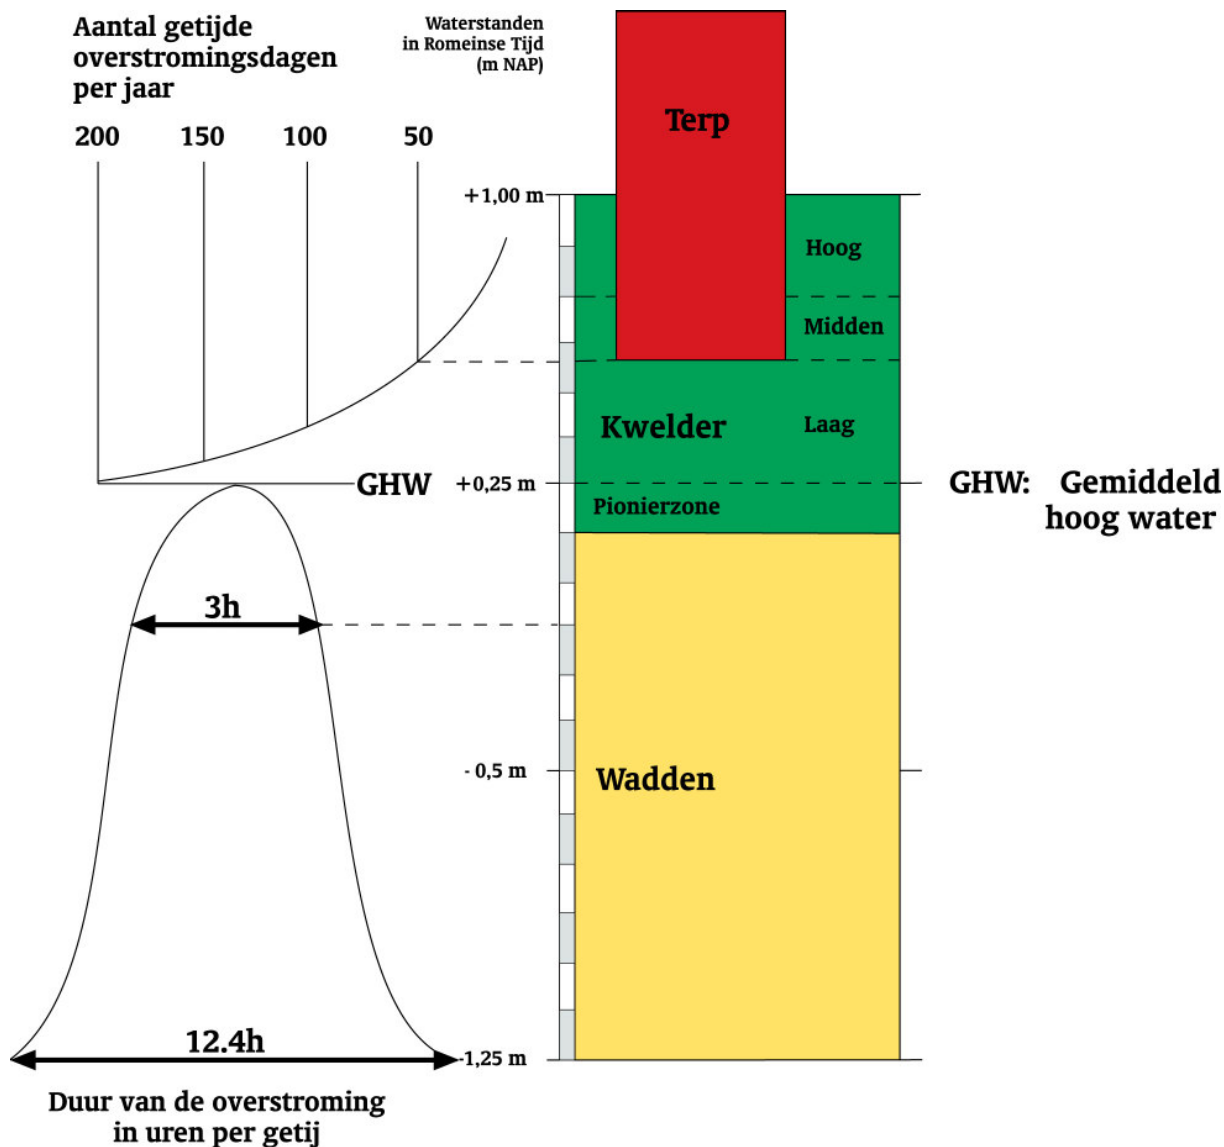 Aantal getijde
overstromingsdagen
per jaar
200 150 100 50
Waterstanden
in Romeinse Tijd
(m NAP)
Terp
+1,00 m
Hoog
Midden
Kwelder
Laag
GHW
+0,25 m
Pionierzone
GHW: Gemiddeld
hoog water
3h
- 0,5 m
Wadden
12.4h
-1,25 m
Duur van de overstroming
in uren per getij